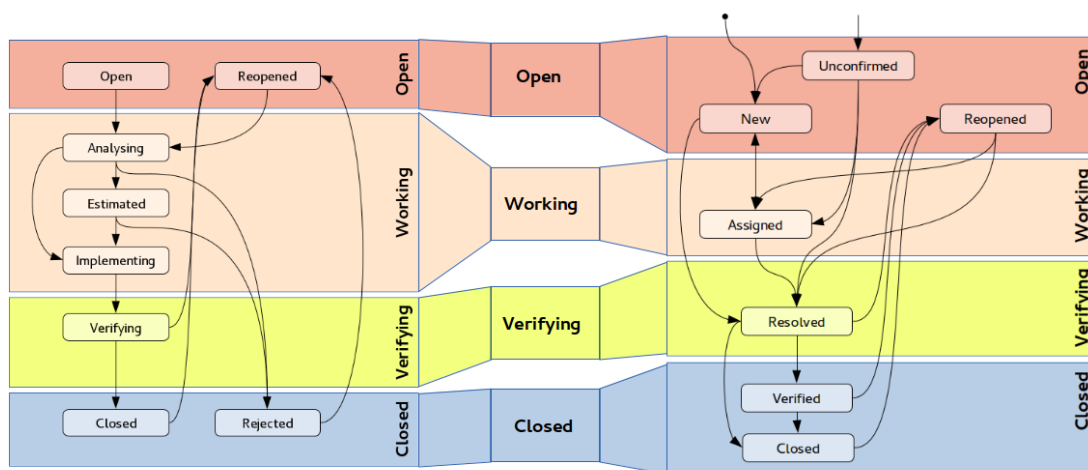 Open
Reopened
Open
Analysing
Estimated
Implementing
Working
Verifying
Verifying
Closed
Rejected
Closed
Open
Working
Verifying
Closed
Unconfirmed
New
Reopened
Open
Assigned
Working
Resolved
Verifying
Verified
Closed
Closed